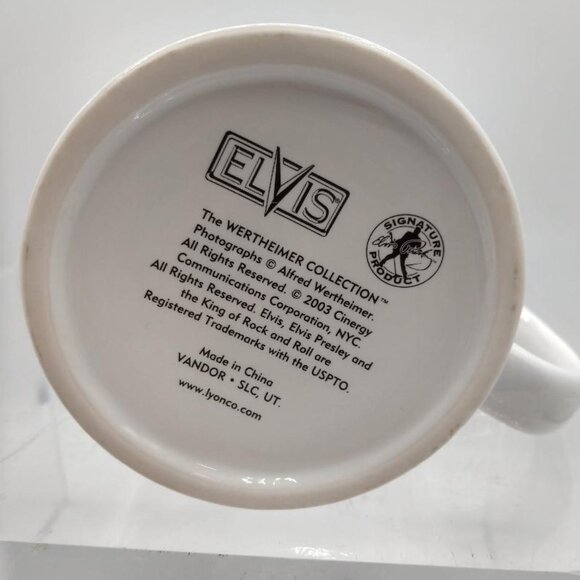 ELVIS
The WERTHEIMER COLLECTION™
Photographs © Alfred Wertheimer.
All Rights Reserved. © 2003 Cinergy
Communications Corporation, NYC.
All Rights Reserved. Elvis, Elvis Presley and
the King of Rock and Roll are
Registered Trademarks with the USPTO.
Made in China
VANDOR • SLC, UT.
www.lyonco.com
SIGNATURE
PRODUCT